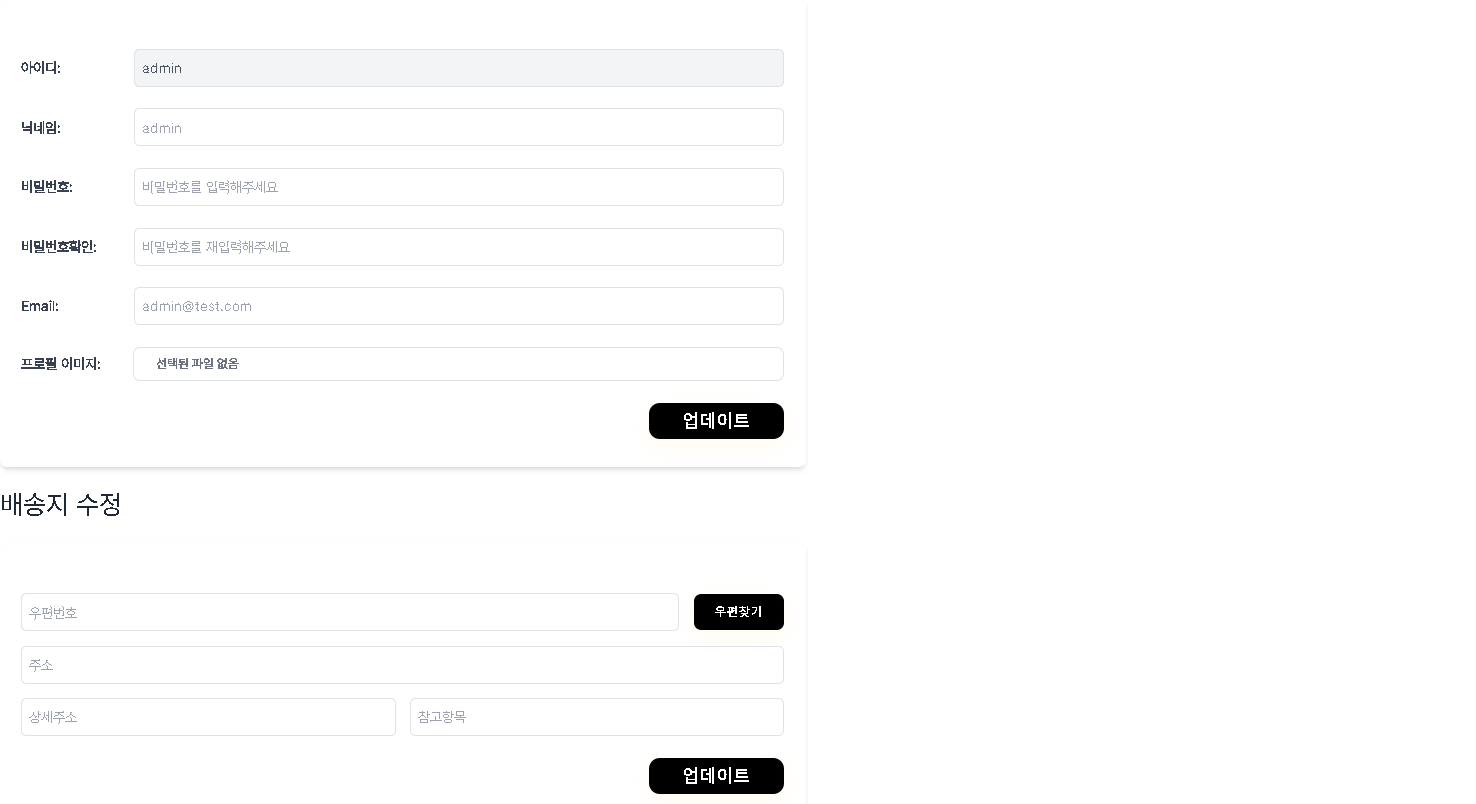 아이디:
admin
닉네임:
admin
비밀번호:
비밀번호를 입력해주세요
비밀번호확인:
비밀번호를 재입력해주세요
Email:
admin@test.com
프로필 이미지:
선택된 파일 없음
업데이트
배송지 수정
우편번호
우편찾기
주소
상세주소
참고항목
업데이트